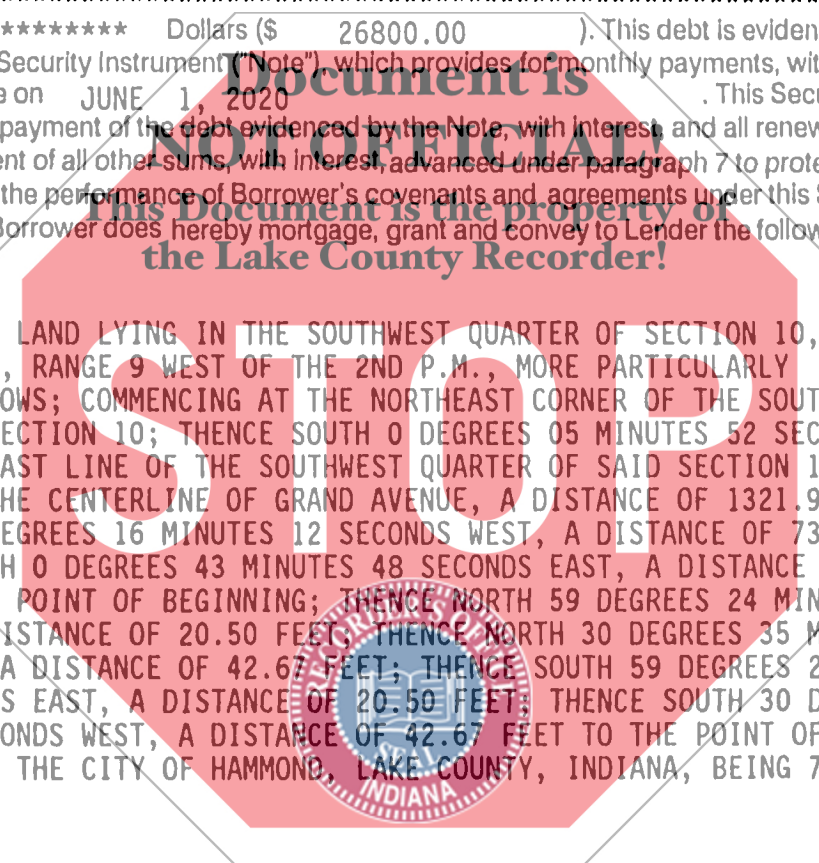 ******** Dollars ($ 26800.00 ). This debt is eviden
Security Instrument ("Note"), which provides for monthly payments, wit
e on JUNE 1, 2020 . This Secu
payment of the debt evidenced by the Note, with interest, and all renew
ent of all other sums, with interest, advanced under paragraph 7 to prote
the performance of Borrower's covenants and agreements under this S
Borrower does hereby mortgage, grant and convey to Lender the follow
Document is
NOT OFFICIAL!
This Document is the property of
the Lake County Recorder!
STOP
LAND LYING IN THE SOUTHWEST QUARTER OF SECTION 10,
, RANGE 9 WEST OF THE 2ND P.M., MORE PARTICULARLY
OWS; COMMENCING AT THE NORTHEAST CORNER OF THE SOUT
ECTION 10; THENCE SOUTH 0 DEGREES 05 MINUTES 52 SEC
AST LINE OF THE SOUTHWEST QUARTER OF SAID SECTION 1
HE CENTERLINE OF GRAND AVENUE, A DISTANCE OF 1321.9
EGREES 16 MINUTES 12 SECONDS WEST, A DISTANCE OF 73
H 0 DEGREES 43 MINUTES 48 SECONDS EAST, A DISTANCE
POINT OF BEGINNING; THENCE NORTH 59 DEGREES 24 MIN
ISTANCE OF 20.50 FEET; THENCE NORTH 30 DEGREES 35 M
A DISTANCE OF 42.67 FEET; THENCE SOUTH 59 DEGREES 2
S EAST, A DISTANCE OF 20.50 FEET; THENCE SOUTH 30 D
ONDS WEST, A DISTANCE OF 42.67 FEET TO THE POINT OF
THE CITY OF HAMMOND, LAKE COUNTY, INDIANA, BEING 7
RECORDER'S OFFICE
SEAL
INDIANA